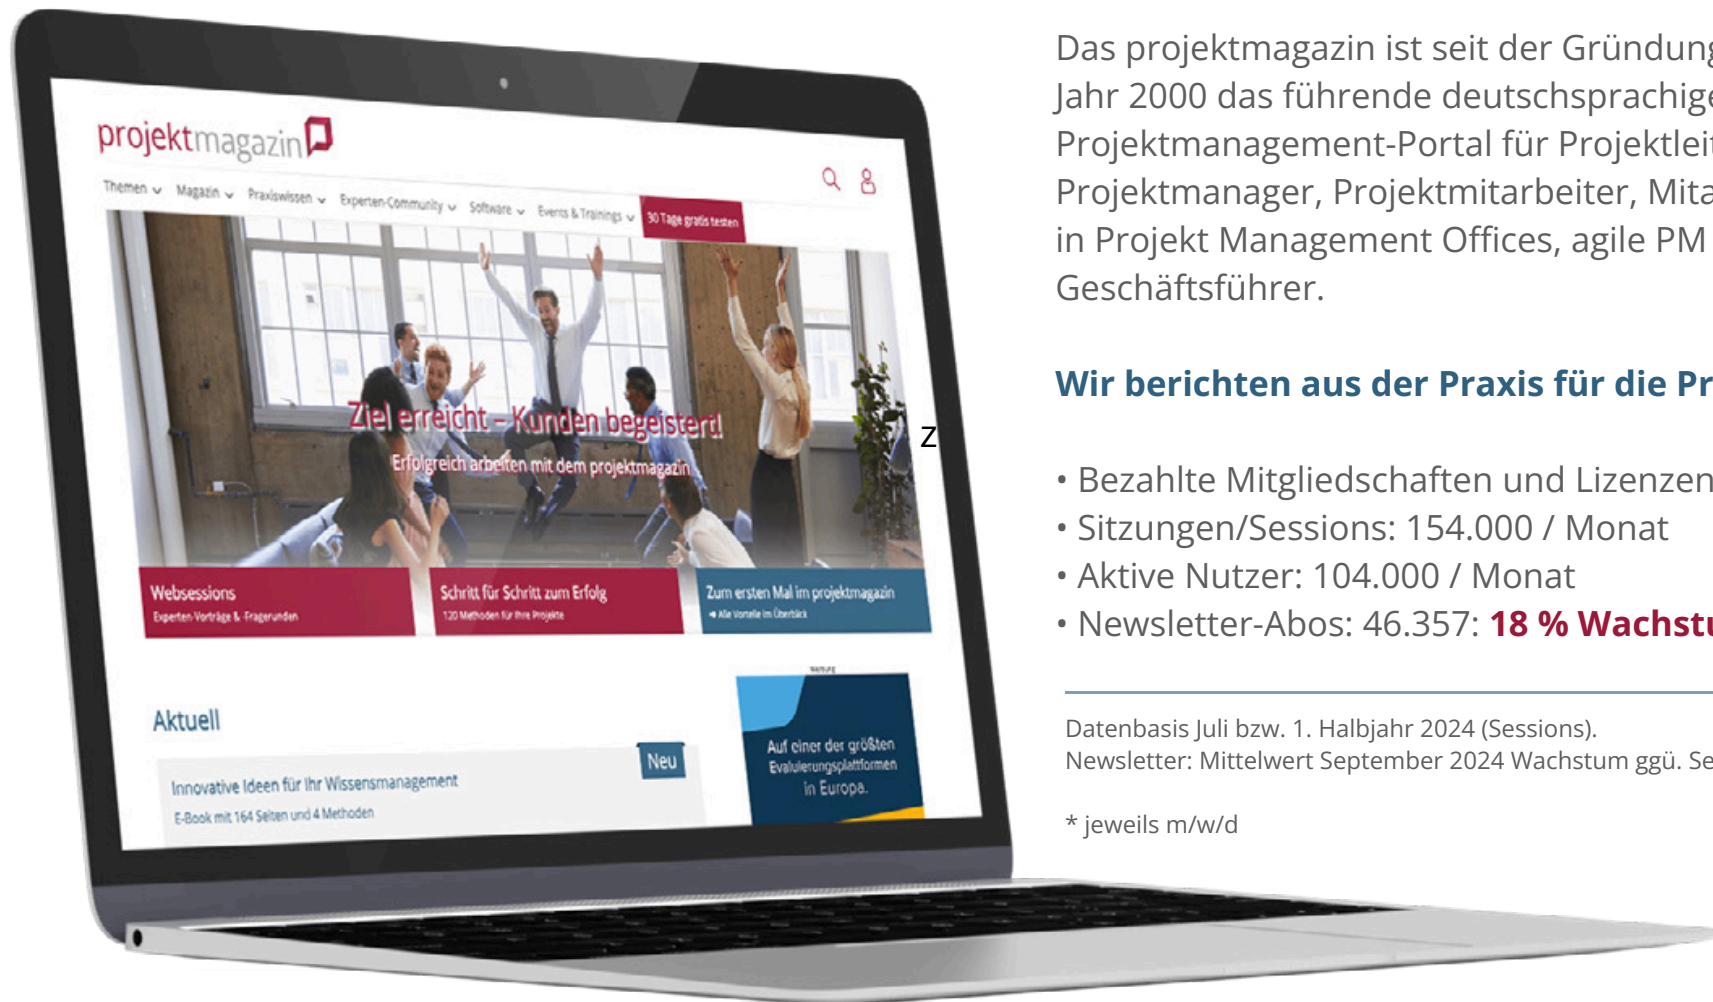 projektmagazin
Themen Magazin Praxiswissen Experten-Community Software Events & Trainings 30 Tage gratis testen
Ziel erreicht – Kunden begeistert!
Erfolgreich arbeiten mit dem projektmagazin
Websessions
Experten-Vorträge & -Fragerunden
Schritt für Schritt zum Erfolg
120 Methoden für Ihre Projekte
Zum ersten Mal im projektmagazin
➔ Alle Vorteile im Überblick
Aktuell
Neu
Innovative Ideen für Ihr Wissensmanagement
E-Book mit 164 Seiten und 4 Methoden
Auf einer der größten
Evaluierungsplattformen
in Europa.
Z
Das projektmagazin ist seit der Gründung
Jahr 2000 das führende deutschsprachige
Projektmanagement-Portal für Projektleit
Projektmanager, Projektmitarbeiter, Mita
in Projekt Management Offices, agile PM
Geschäftsführer.
Wir berichten aus der Praxis für die Pr
• Bezahlte Mitgliedschaften und Lizenzen
• Sitzungen/Sessions: 154.000 / Monat
• Aktive Nutzer: 104.000 / Monat
• Newsletter-Abos: 46.357: 18 % Wachstu
Datenbasis Juli bzw. 1. Halbjahr 2024 (Sessions).
Newsletter: Mittelwert September 2024 Wachstum ggü. Se
* jeweils m/w/d